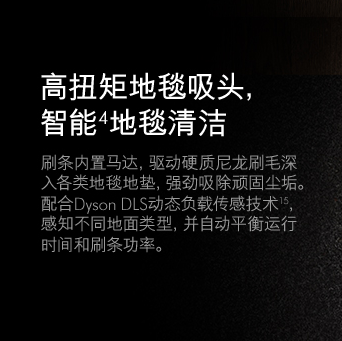 高扭矩地毯吸头，
智能⁴地毯清洁
刷条内置马达，驱动硬质尼龙刷毛深
入各类地毯地垫，强劲吸除顽固尘垢。
配合Dyson DLS动态负载传感技术¹⁵，
感知不同地面类型，并自动平衡运行
时间和刷条功率。